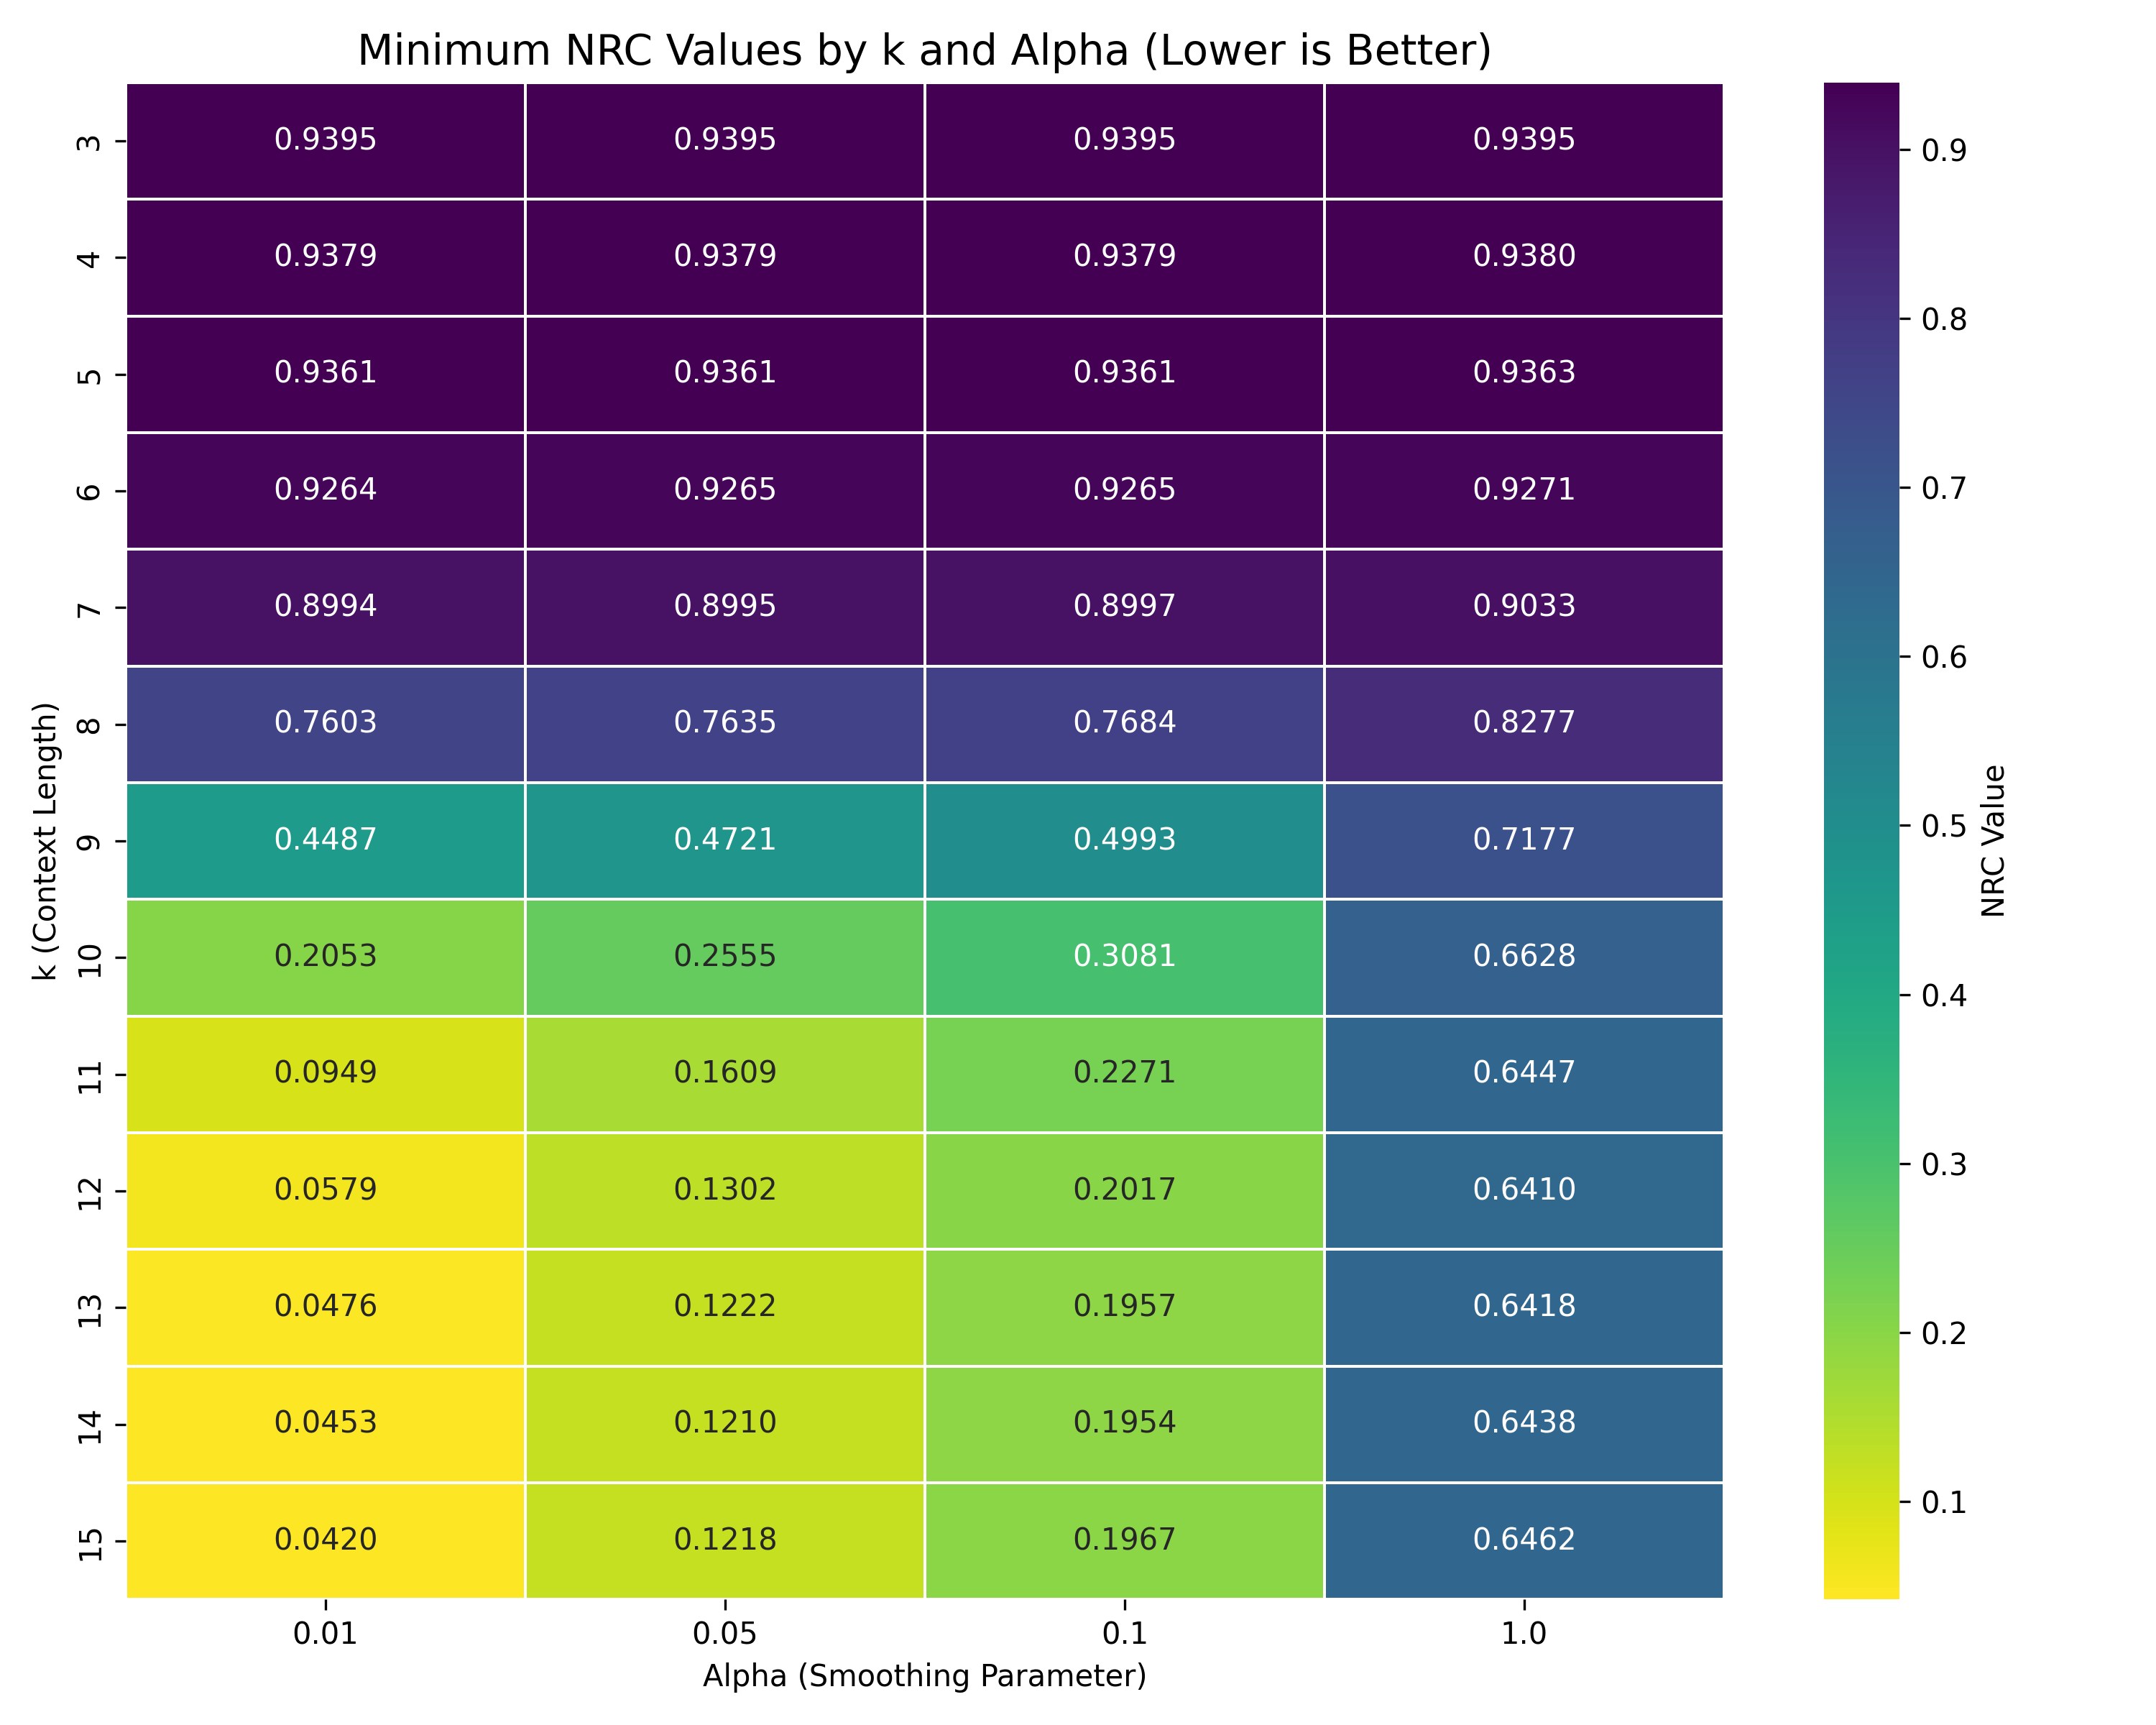 Minimum NRC Values by k and Alpha (Lower is Better)
k (Context Length)
3 0.9395 0.9395 0.9395 0.9395
4 0.9379 0.9379 0.9379 0.9380
5 0.9361 0.9361 0.9361 0.9363
6 0.9264 0.9265 0.9265 0.9271
7 0.8994 0.8995 0.8997 0.9033
8 0.7603 0.7635 0.7684 0.8277
9 0.4487 0.4721 0.4993 0.7177
10 0.2053 0.2555 0.3081 0.6628
11 0.0949 0.1609 0.2271 0.6447
12 0.0579 0.1302 0.2017 0.6410
13 0.0476 0.1222 0.1957 0.6418
14 0.0453 0.1210 0.1954 0.6438
15 0.0420 0.1218 0.1967 0.6462
0.01 0.05 0.1 1.0
Alpha (Smoothing Parameter)
0.9
0.8
0.7
0.6
0.5
0.4
0.3
0.2
0.1
NRC Value